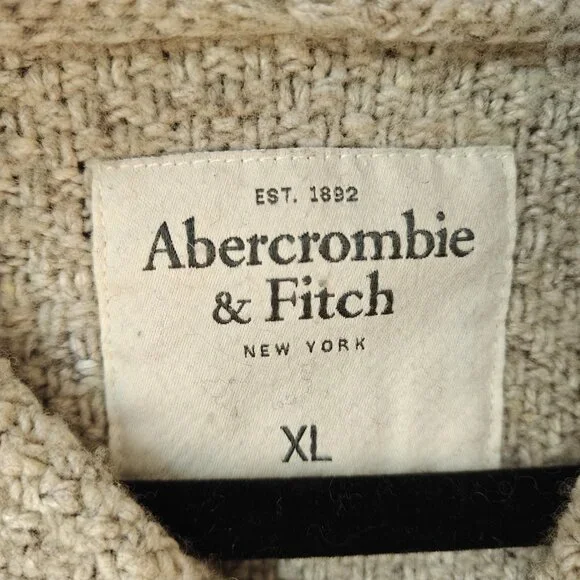 EST. 1892
Abercrombie
& Fitch
NEW YORK
XL